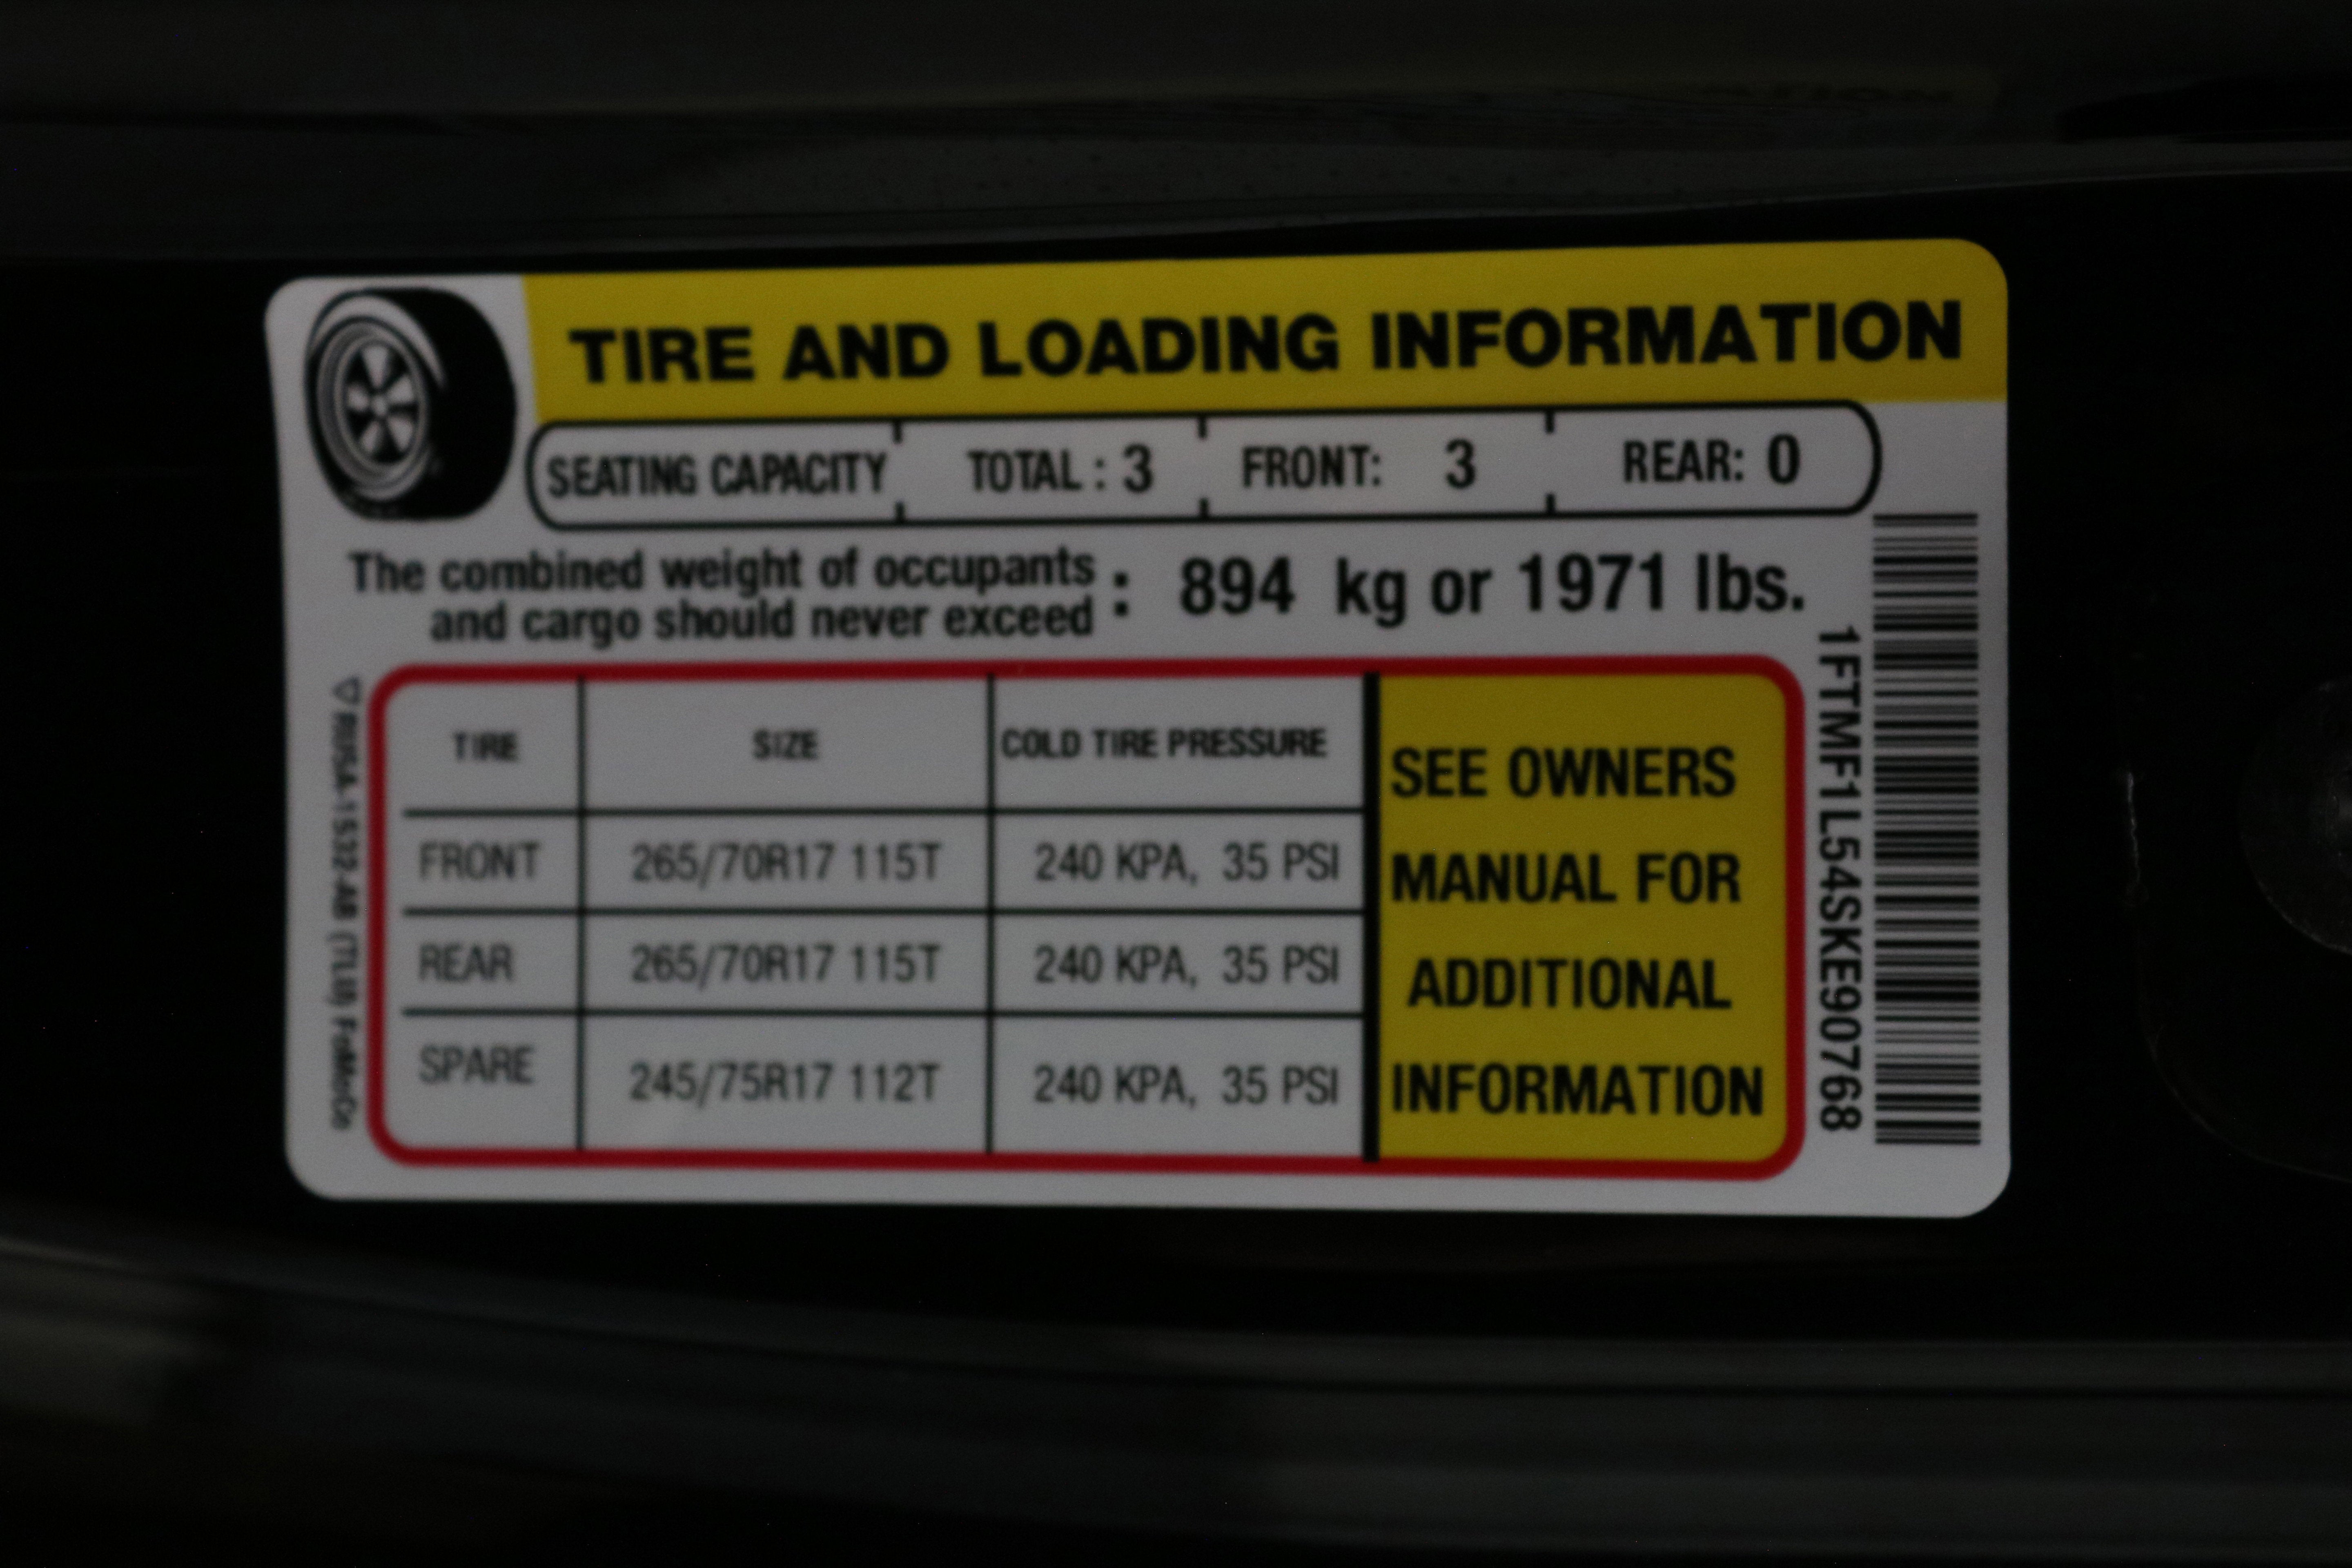 TIRE AND LOADING INFORMATION
SEATING CAPACITY TOTAL : 3 FRONT: 3 REAR: 0
The combined weight of occupants
and cargo should never exceed : 894 kg or 1971 lbs.
TIRE SIZE COLD TIRE PRESSURE
FRONT 265/70R17 115T 240 KPA, 35 PSI
REAR 265/70R17 115T 240 KPA, 35 PSI
SPARE 245/75R17 112T 240 KPA, 35 PSI
SEE OWNERS
MANUAL FOR
ADDITIONAL
INFORMATION
1FTMF1L54SKE90768